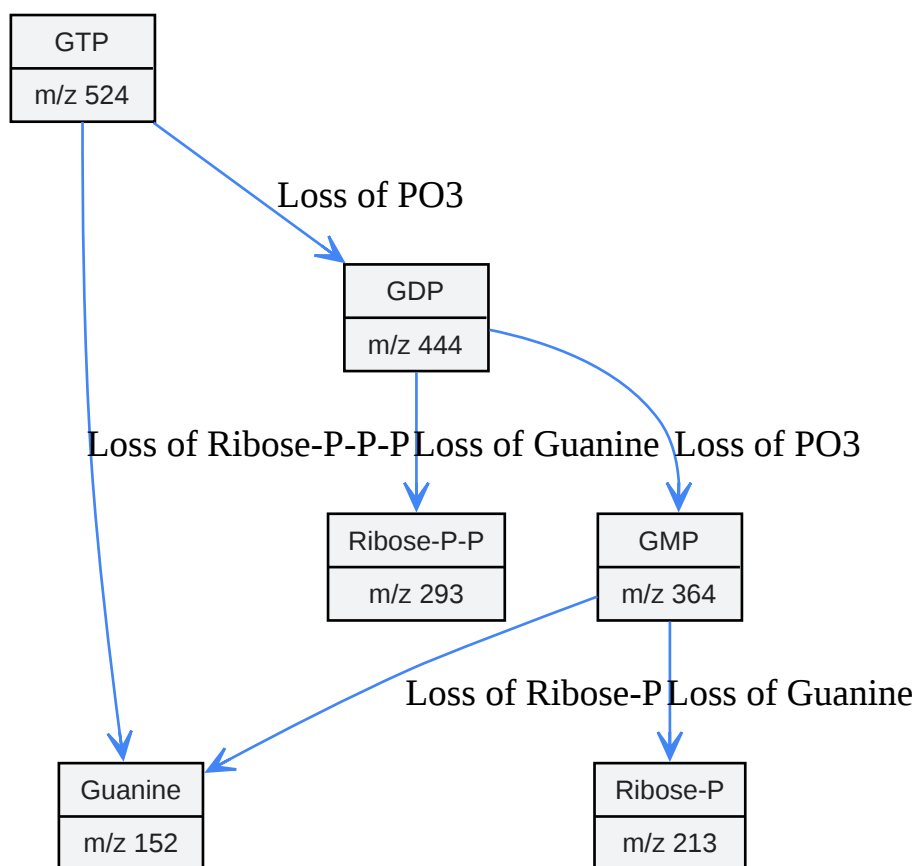 GTP
m/z 524
Loss of PO3
GDP
m/z 444
Loss of Ribose-P-P-P
Loss of Guanine
Loss of PO3
Ribose-P-P
m/z 293
GMP
m/z 364
Loss of Ribose-P
Loss of Guanine
Guanine
m/z 152
Ribose-P
m/z 213